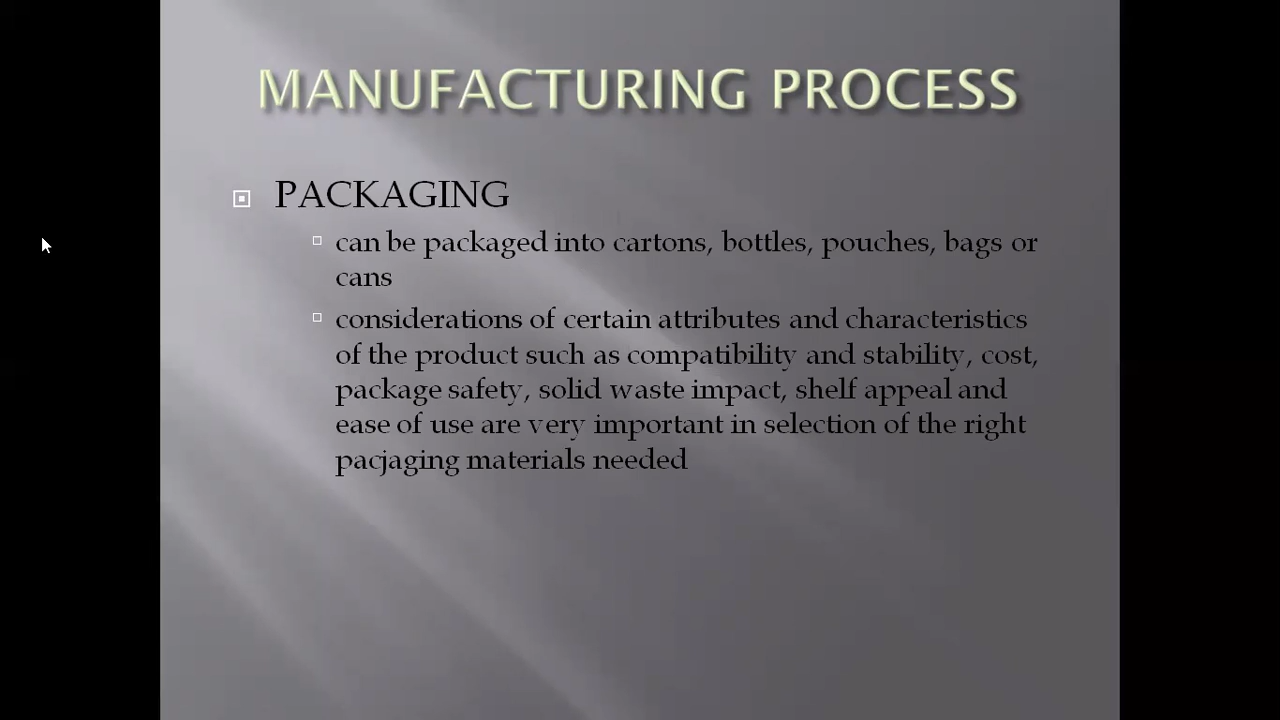 MANUFACTURING PROCESS
PACKAGING
can be packaged into cartons, bottles, pouches, bags or
cans
considerations of certain attributes and characteristics
of the product such as compatibility and stability, cost,
package safety, solid waste impact, shelf appeal and
ease of use are very important in selection of the right
pacjaging materials needed